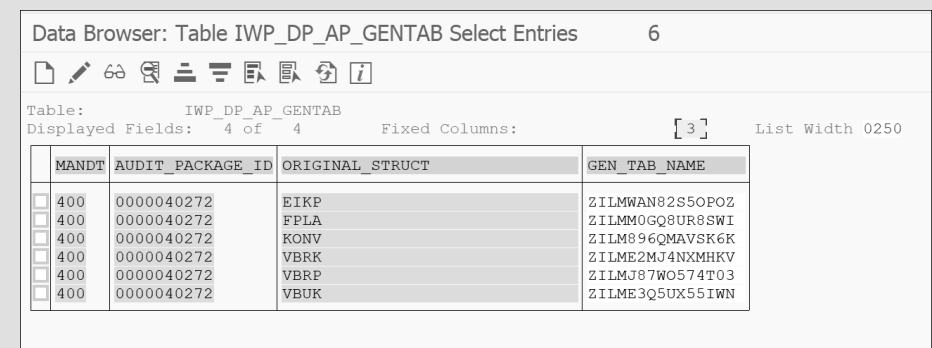 Data Browser: Table IWP_DP_AP_GENTAB Select Entries 6
Table: IWP_DP_AP_GENTAB
Displayed Fields: 4 of 4 Fixed Columns: [3] List Width 0250
MANDT AUDIT_PACKAGE_ID ORIGINAL_STRUCT GEN_TAB_NAME
400 0000040272 EIKP ZILMWAN82S5OPOZ
400 0000040272 FPLA ZILMM0GQ8UR8SWI
400 0000040272 KONV ZILM896QMAVSK6K
400 0000040272 VBRK ZILME2MJ4NXMHKV
400 0000040272 VBRP ZILMJ87WO574T03
400 0000040272 VBUK ZILME3Q5UX55IWN